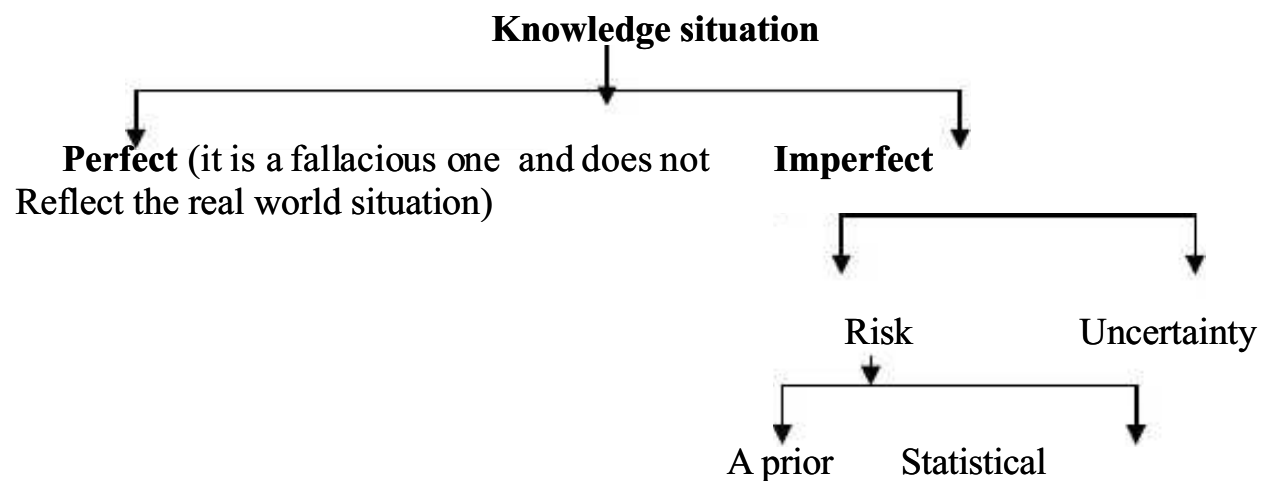 Knowledge situation
Perfect (it is a fallacious one and does not Imperfect
Reflect the real world situation)
Risk Uncertainty
A prior Statistical